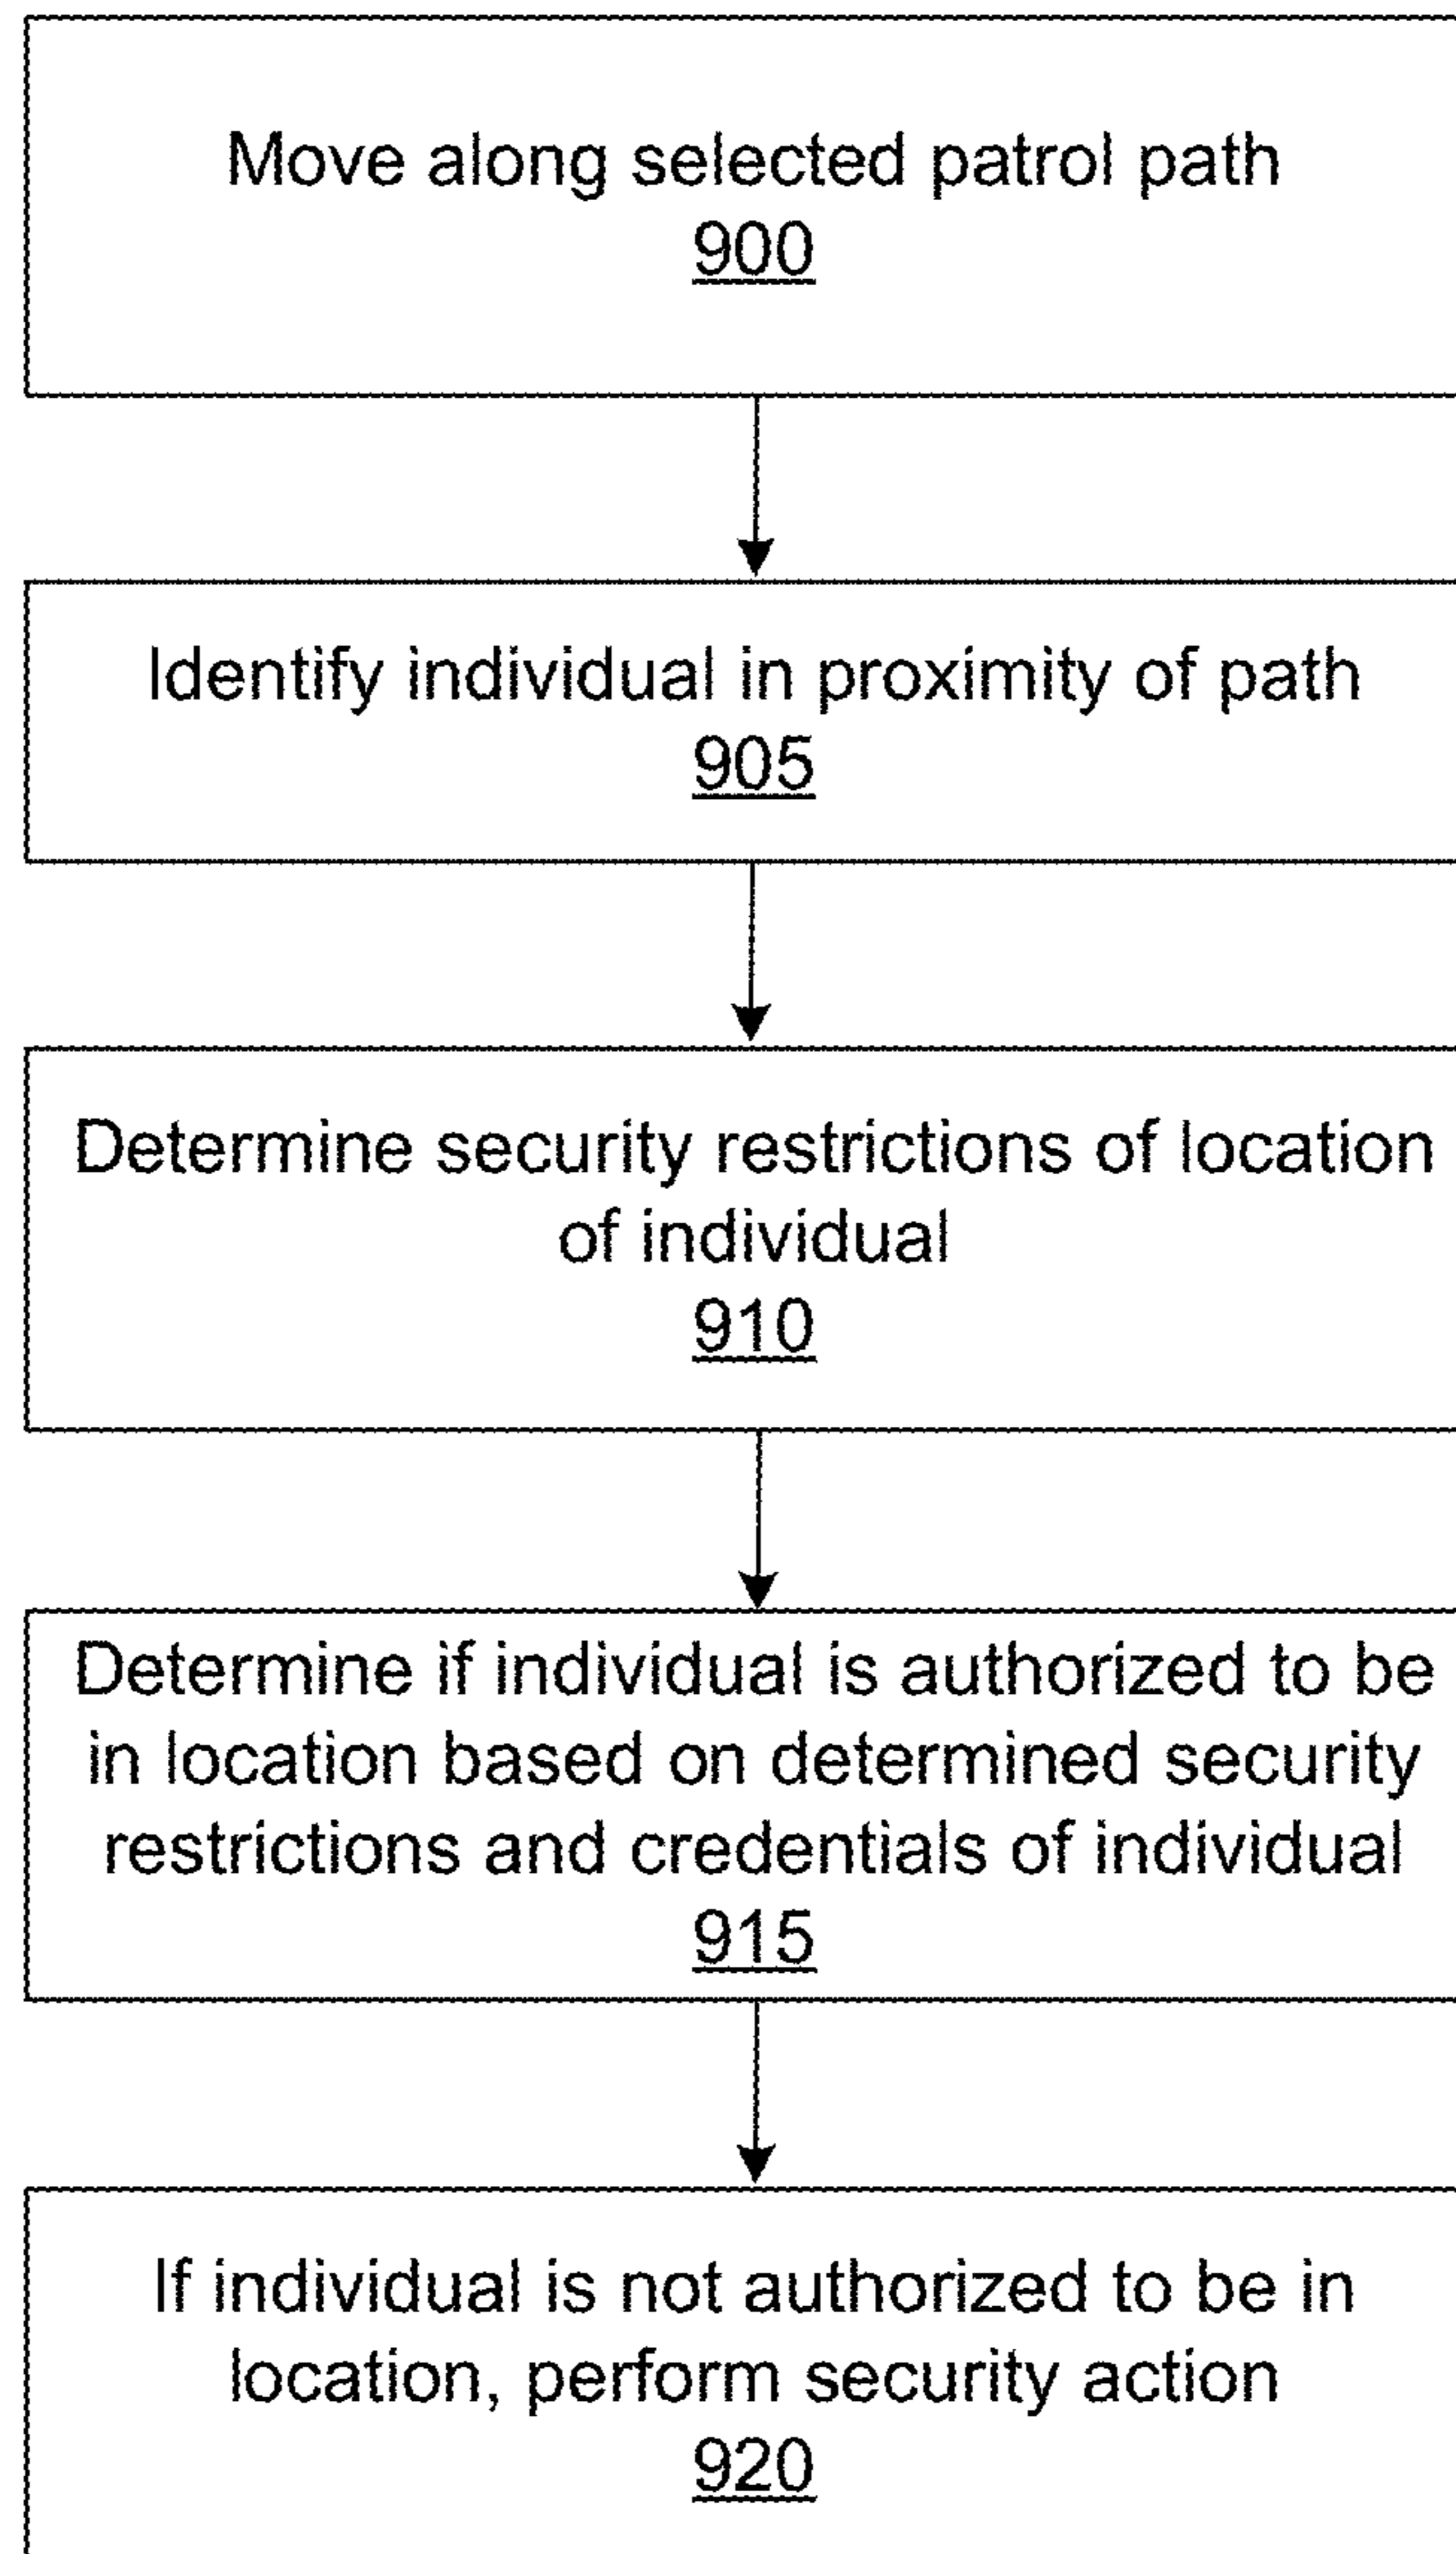 Move along selected patrol path
900
Identify individual in proximity of path
905
Determine security restrictions of location
of individual
910
Determine if individual is authorized to be
in location based on determined security
restrictions and credentials of individual
915
If individual is not authorized to be in
location, perform security action
920